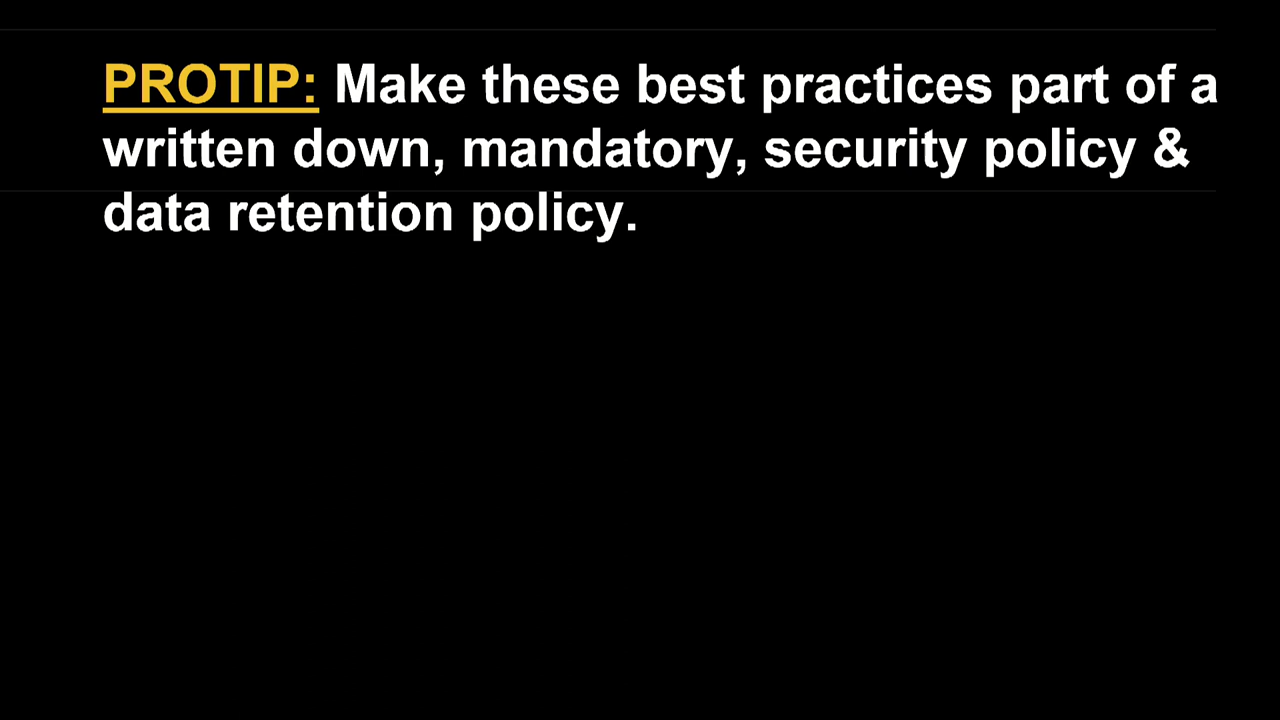 PROTIP: Make these best practices part of a
written down, mandatory, security policy &
data retention policy.